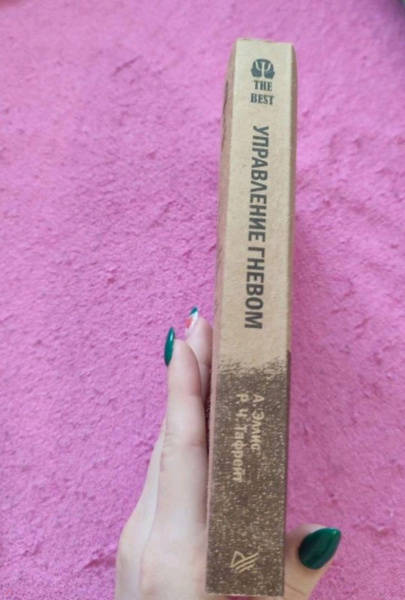 THE
BEST
УПРАВЛЕНИЕ ГНЕВОМ
А. Эллис
Р. Ч. Тафрейт